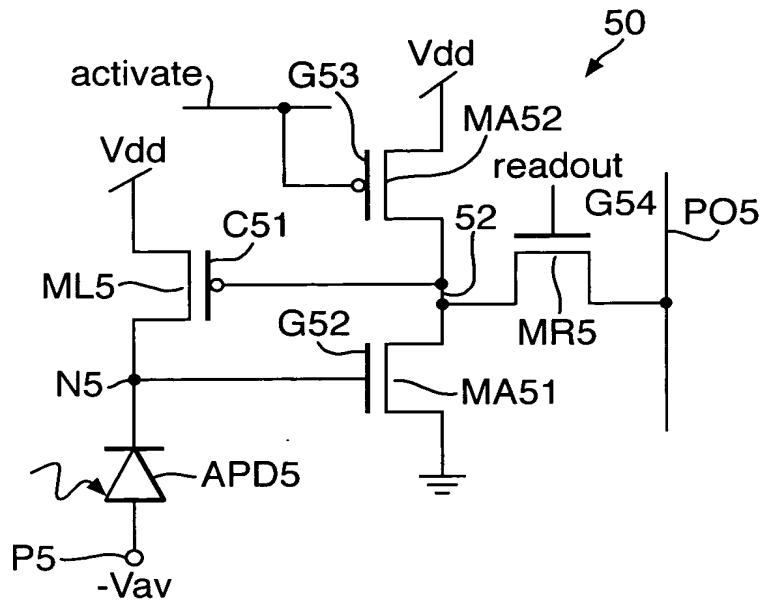 50
Vdd
activate
G53
MA52
Vdd
readout
G54
PO5
C51
52
ML5
MR5
G52
N5
MA51
APD5
P5
-Vav